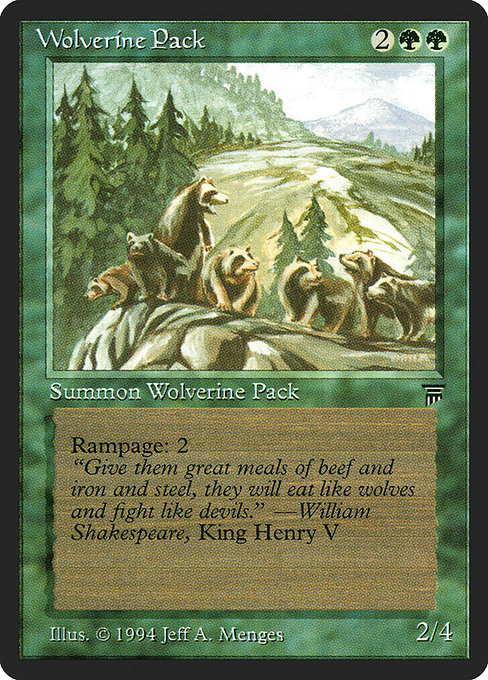 Wolverine Pack 2
Summon Wolverine Pack
Rampage: 2
“Give them great meals of beef and
iron and steel, they will eat like wolves
and fight like devils.” —William
Shakespeare, King Henry V
Illus. © 1994 Jeff A. Menges 2/4